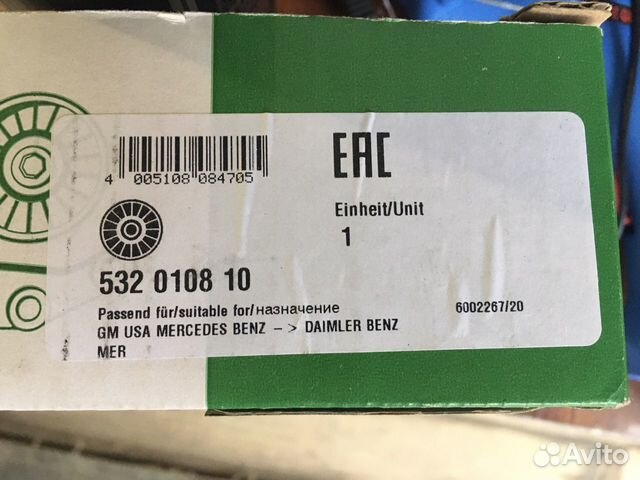 EAC
4 005108 084705
Einheit/Unit
1
532 0108 10
Passend für/suitable for/назначение
6002267/20
GM USA MERCEDES BENZ – > DAIMLER BENZ
MER
Avito